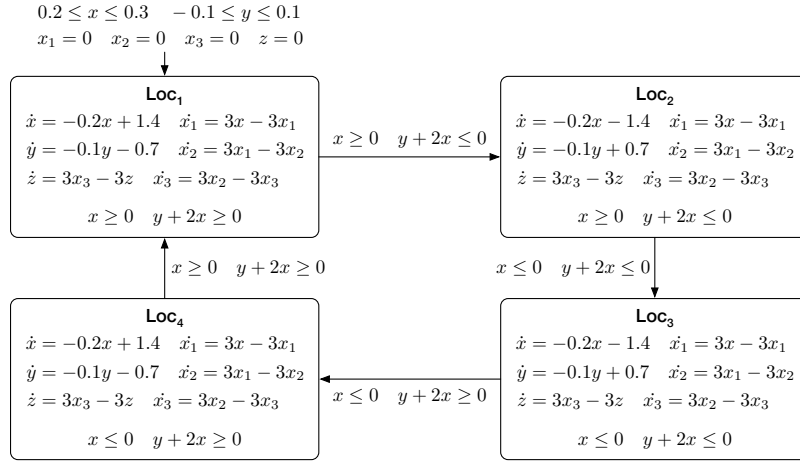 0.2 ≤ x ≤ 0.3 −0.1 ≤ y ≤ 0.1
x₁ = 0 x₂ = 0 x₃ = 0 z = 0
Loc₁
ẋ = −0.2x + 1.4 ẋ₁ = 3x − 3x₁
ẏ = −0.1y − 0.7 ẋ₂ = 3x₁ − 3x₂
ż = 3x₃ − 3z ẋ₃ = 3x₂ − 3x₃
x ≥ 0 y + 2x ≥ 0
x ≥ 0 y + 2x ≤ 0
Loc₂
ẋ = −0.2x − 1.4 ẋ₁ = 3x − 3x₁
ẏ = −0.1y + 0.7 ẋ₂ = 3x₁ − 3x₂
ż = 3x₃ − 3z ẋ₃ = 3x₂ − 3x₃
x ≥ 0 y + 2x ≤ 0
x ≥ 0 y + 2x ≥ 0
x ≤ 0 y + 2x ≤ 0
Loc₄
ẋ = −0.2x + 1.4 ẋ₁ = 3x − 3x₁
ẏ = −0.1y − 0.7 ẋ₂ = 3x₁ − 3x₂
ż = 3x₃ − 3z ẋ₃ = 3x₂ − 3x₃
x ≤ 0 y + 2x ≥ 0
x ≤ 0 y + 2x ≥ 0
Loc₃
ẋ = −0.2x − 1.4 ẋ₁ = 3x − 3x₁
ẏ = −0.1y + 0.7 ẋ₂ = 3x₁ − 3x₂
ż = 3x₃ − 3z ẋ₃ = 3x₂ − 3x₃
x ≤ 0 y + 2x ≤ 0